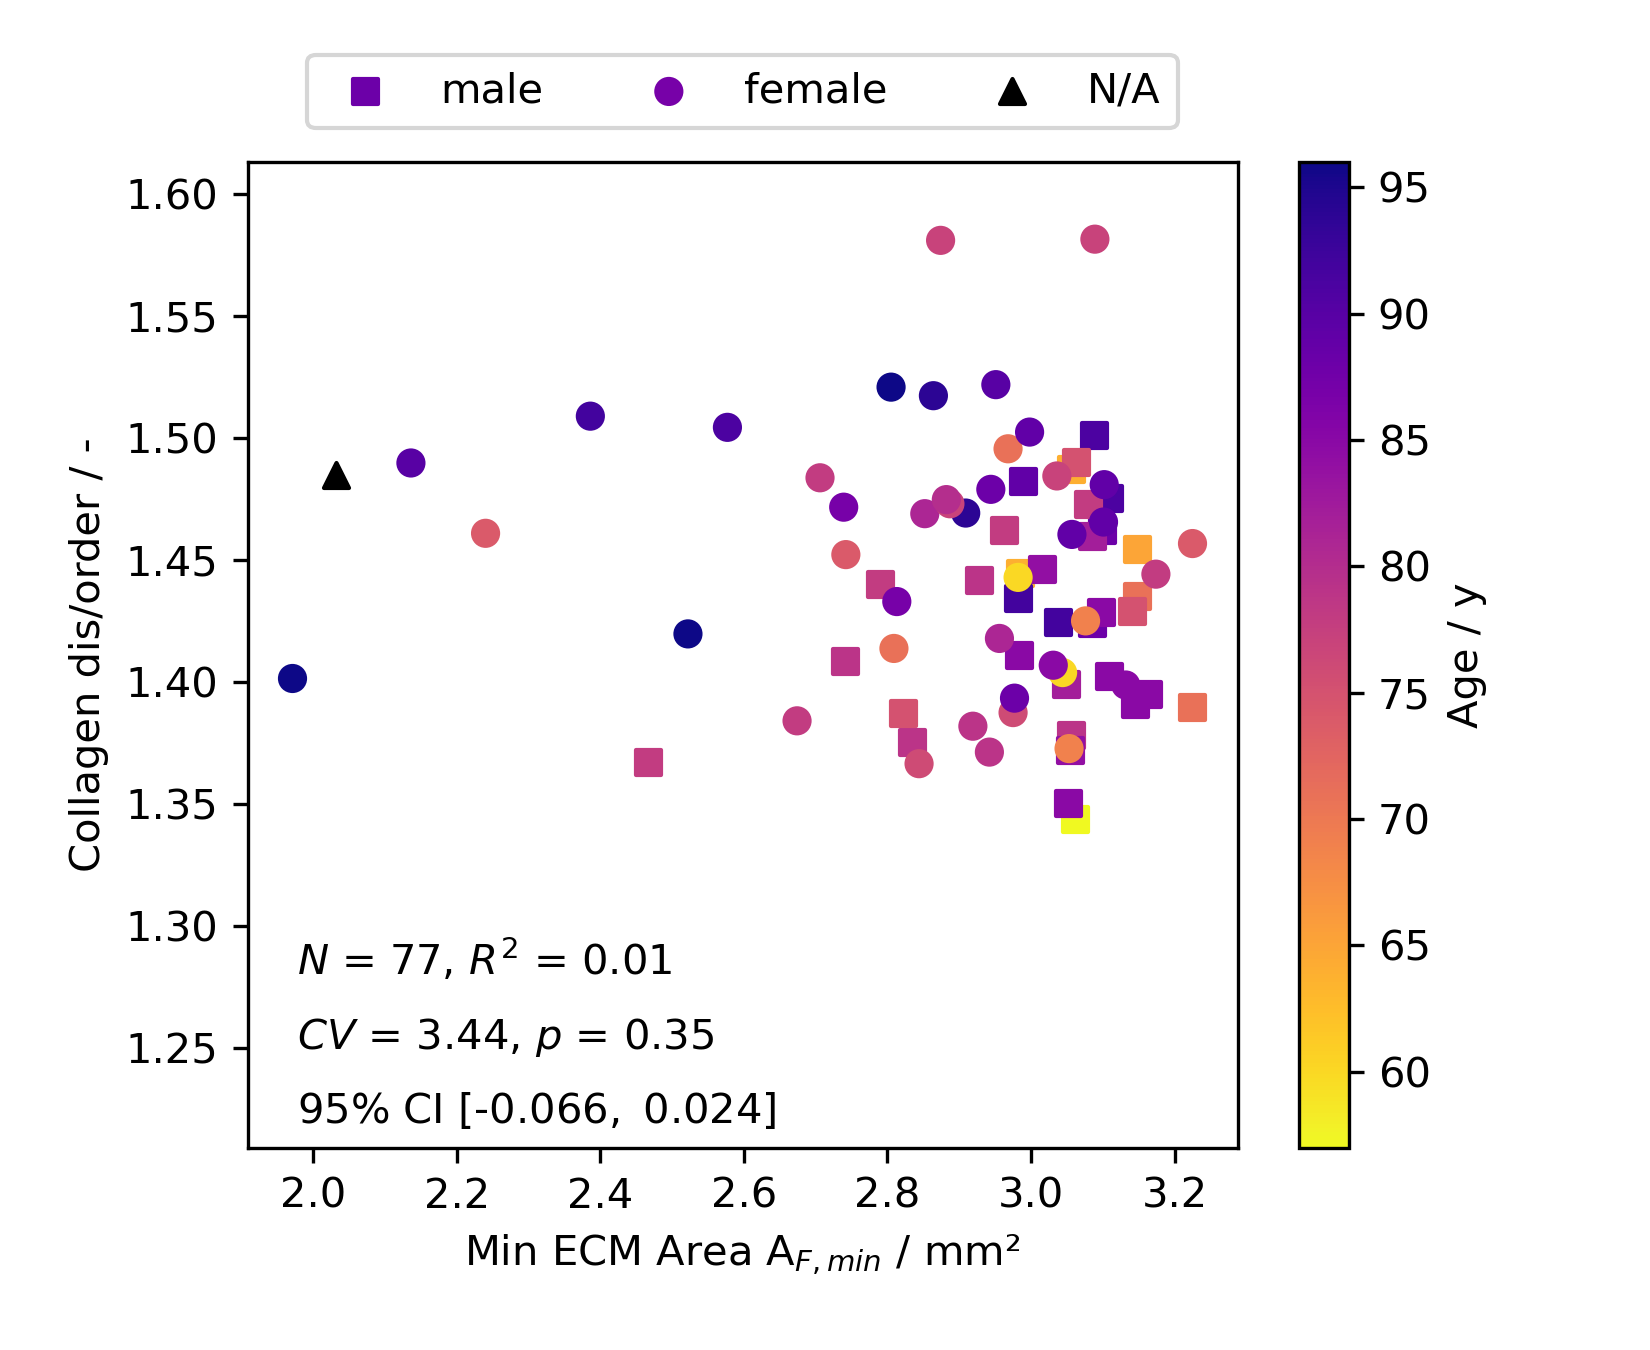 male female N/A
1.60
1.55
1.50
1.45
1.40
1.35
1.30
1.25
Collagen dis/order / -
N = 77, R² = 0.01
CV = 3.44, p = 0.35
95% CI [-0.066, 0.024]
2.0 2.2 2.4 2.6 2.8 3.0 3.2
Min ECM Area A_{F,min} / mm²
95
90
85
80
75
70
65
60
Age / y